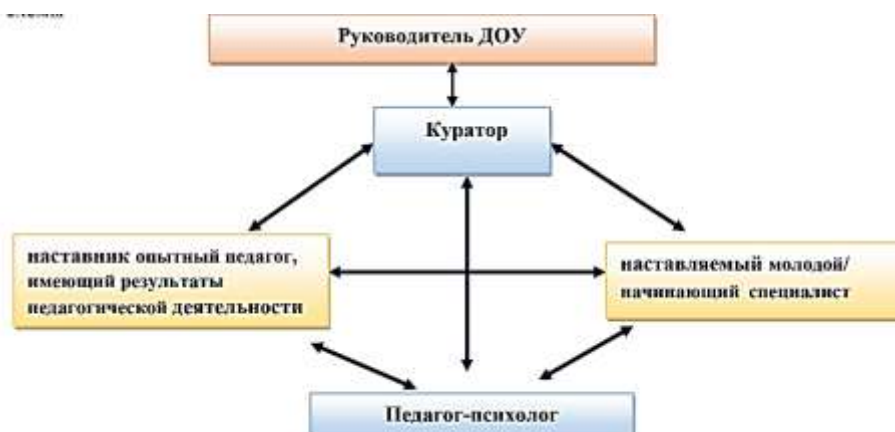 Руководитель ДОУ
Куратор
наставник опытный педагог,
имеющий результаты
педагогической деятельности
наставляемый молодой/
начинающий специалист
Педагог-психолог